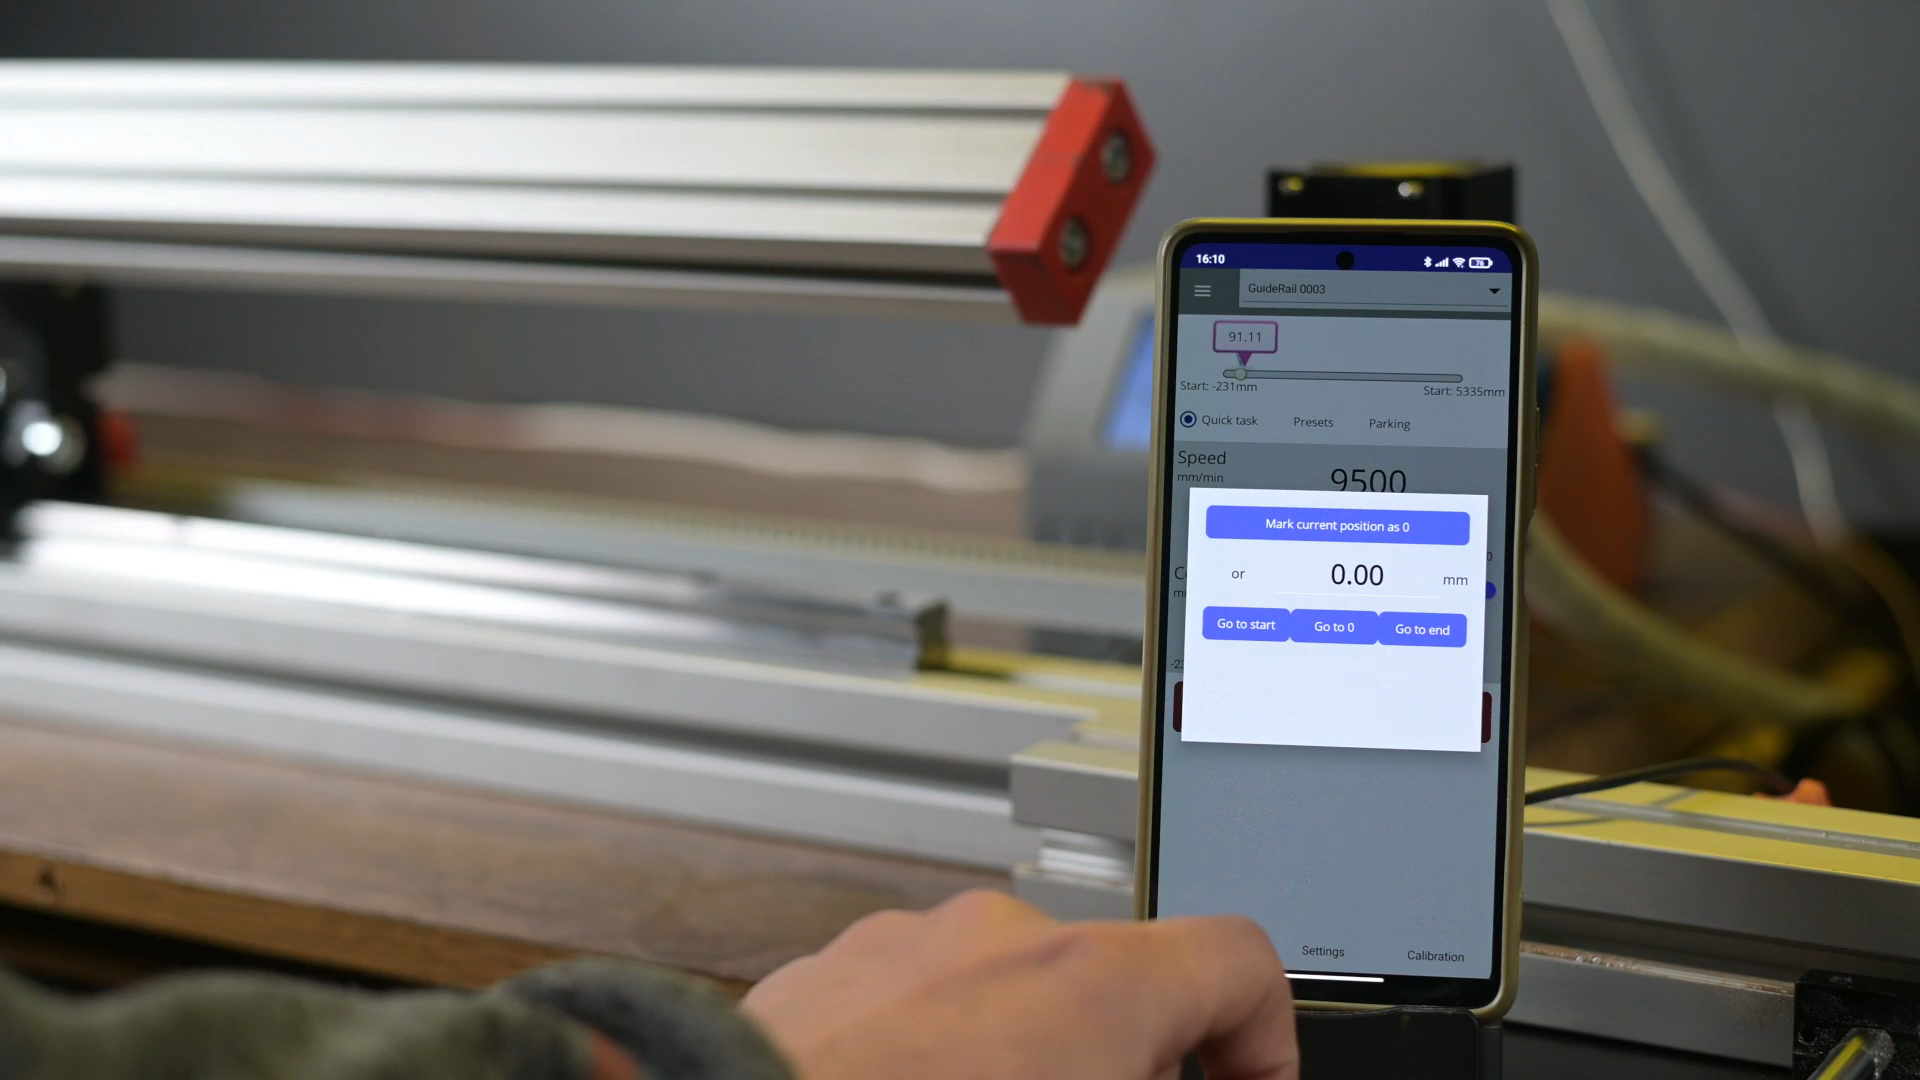 16:10
76
GuideRail 0003
91.11
Start: -231mm
Start: 5335mm
Quick task Presets Parking
Speed
mm/min
9500
Mark current position as 0
or 0.00 mm
Go to start Go to 0 Go to end
Settings Calibration